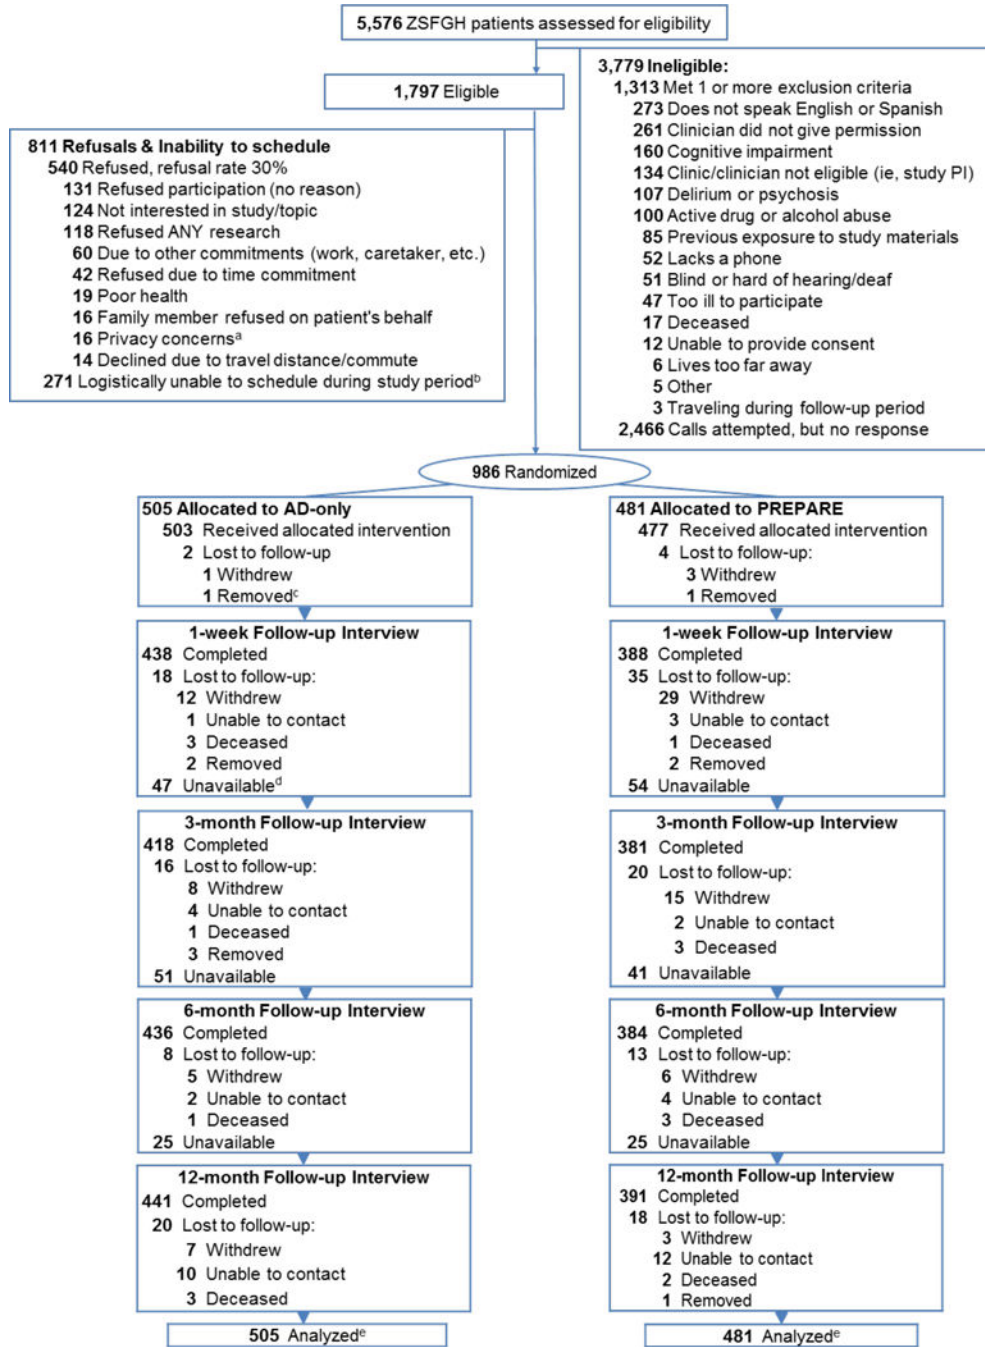 5,576 ZSFGH patients assessed for eligibility
1,797 Eligible
3,779 Ineligible:
1,313 Met 1 or more exclusion criteria
273 Does not speak English or Spanish
261 Clinician did not give permission
160 Cognitive impairment
134 Clinic/clinician not eligible (ie, study PI)
107 Delirium or psychosis
100 Active drug or alcohol abuse
85 Previous exposure to study materials
52 Lacks a phone
51 Blind or hard of hearing/deaf
47 Too ill to participate
17 Deceased
12 Unable to provide consent
6 Lives too far away
5 Other
3 Traveling during follow-up period
2,466 Calls attempted, but no response
811 Refusals & Inability to schedule
540 Refused, refusal rate 30%
131 Refused participation (no reason)
124 Not interested in study/topic
118 Refused ANY research
60 Due to other commitments (work, caretaker, etc.)
42 Refused due to time commitment
19 Poor health
16 Family member refused on patient's behalf
16 Privacy concernsᵃ
14 Declined due to travel distance/commute
271 Logistically unable to schedule during study periodᵇ
986 Randomized
505 Allocated to AD-only
503 Received allocated intervention
2 Lost to follow-up
1 Withdrew
1 Removedᶜ
1-week Follow-up Interview
438 Completed
18 Lost to follow-up:
12 Withdrew
1 Unable to contact
3 Deceased
2 Removed
47 Unavailableᵈ
3-month Follow-up Interview
418 Completed
16 Lost to follow-up:
8 Withdrew
4 Unable to contact
1 Deceased
3 Removed
51 Unavailable
6-month Follow-up Interview
436 Completed
8 Lost to follow-up:
5 Withdrew
2 Unable to contact
1 Deceased
25 Unavailable
12-month Follow-up Interview
441 Completed
20 Lost to follow-up:
7 Withdrew
10 Unable to contact
3 Deceased
505 Analyzedᵉ
481 Allocated to PREPARE
477 Received allocated intervention
4 Lost to follow-up:
3 Withdrew
1 Removed
1-week Follow-up Interview
388 Completed
35 Lost to follow-up:
29 Withdrew
3 Unable to contact
1 Deceased
2 Removed
54 Unavailable
3-month Follow-up Interview
381 Completed
20 Lost to follow-up:
15 Withdrew
2 Unable to contact
3 Deceased
41 Unavailable
6-month Follow-up Interview
384 Completed
13 Lost to follow-up:
6 Withdrew
4 Unable to contact
3 Deceased
25 Unavailable
12-month Follow-up Interview
391 Completed
18 Lost to follow-up:
3 Withdrew
12 Unable to contact
2 Deceased
1 Removed
481 Analyzedᵉ